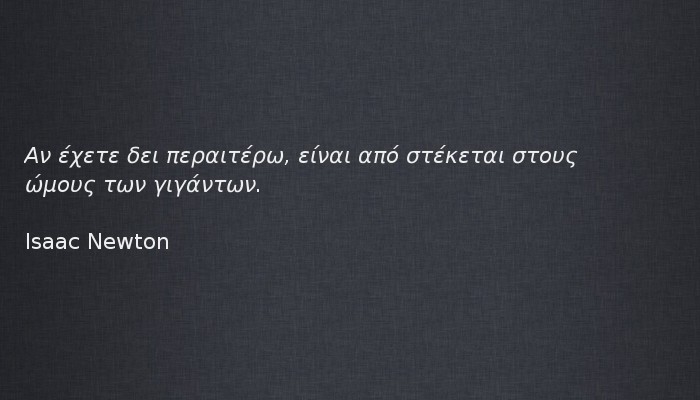 Αν έχετε δει περαιτέρω, είναι από στέκεται στους
ώμους των γιγάντων.
Isaac Newton